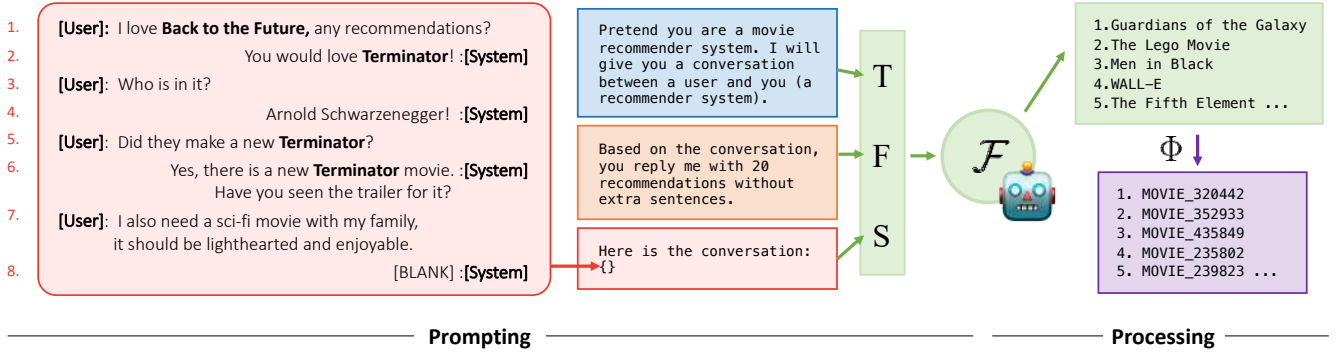 1. [User]: I love Back to the Future, any recommendations?
2. You would love Terminator! :[System]
3. [User]: Who is in it?
4. Arnold Schwarzenegger! :[System]
5. [User]: Did they make a new Terminator?
6. Yes, there is a new Terminator movie. :[System]
Have you seen the trailer for it?
7. [User]: I also need a sci-fi movie with my family,
it should be lighthearted and enjoyable.
8. [BLANK] :[System]
Pretend you are a movie
recommender system. I will
give you a conversation
between a user and you (a
recommender system).
Based on the conversation,
you reply me with 20
recommendations without
extra sentences.
Here is the conversation:
{}
T
F
S
F
1.Guardians of the Galaxy
2.The Lego Movie
3.Men in Black
4.WALL-E
5.The Fifth Element ...
Φ
1. MOVIE_320442
2. MOVIE_352933
3. MOVIE_435849
4. MOVIE_235802
5. MOVIE_239823 ...
Prompting
Processing